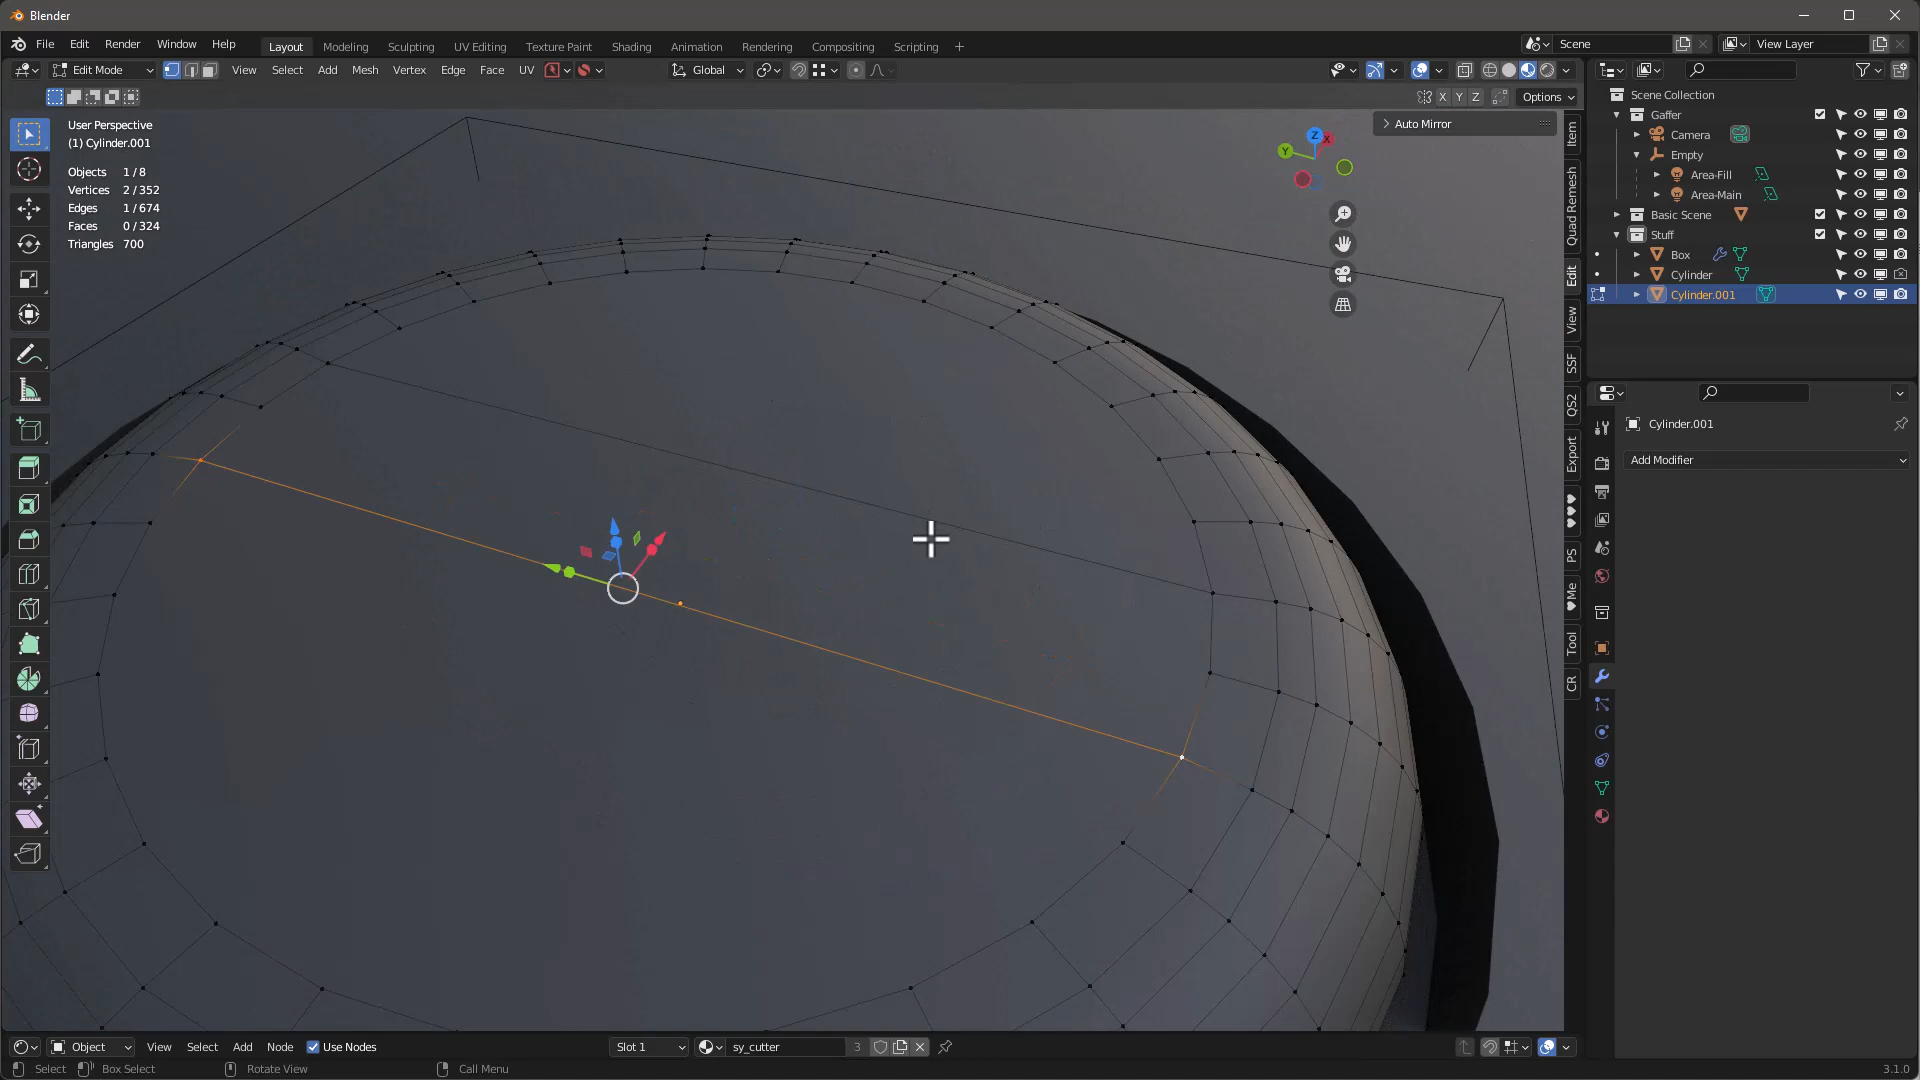 Blender
File Edit Render Window Help
Layout Modeling Sculpting UV Editing Texture Paint Shading Animation Rendering Compositing Scripting +
Scene
View Layer
Edit Mode
View Select Add Mesh Vertex Edge Face UV
Global
X Y Z
Options
User Perspective
(1) Cylinder.001
Objects 1 / 8
Vertices 2 / 352
Edges 1 / 674
Faces 0 / 324
Triangles 700
Auto Mirror
Z
X
Y
Item
Quad Remesh
Edit
View
SSF
QS2
Export
♥♥♥
PS
♥ Me
Tool
CR
Scene Collection
Gaffer
Camera
Empty
Area-Fill
Area-Main
Basic Scene
Stuff
Box
Cylinder
Cylinder.001
Cylinder.001
Add Modifier
Object
View Select Add Node
Use Nodes
Slot 1
sy_cutter
3
Select
Box Select
Rotate View
Call Menu
3.1.0